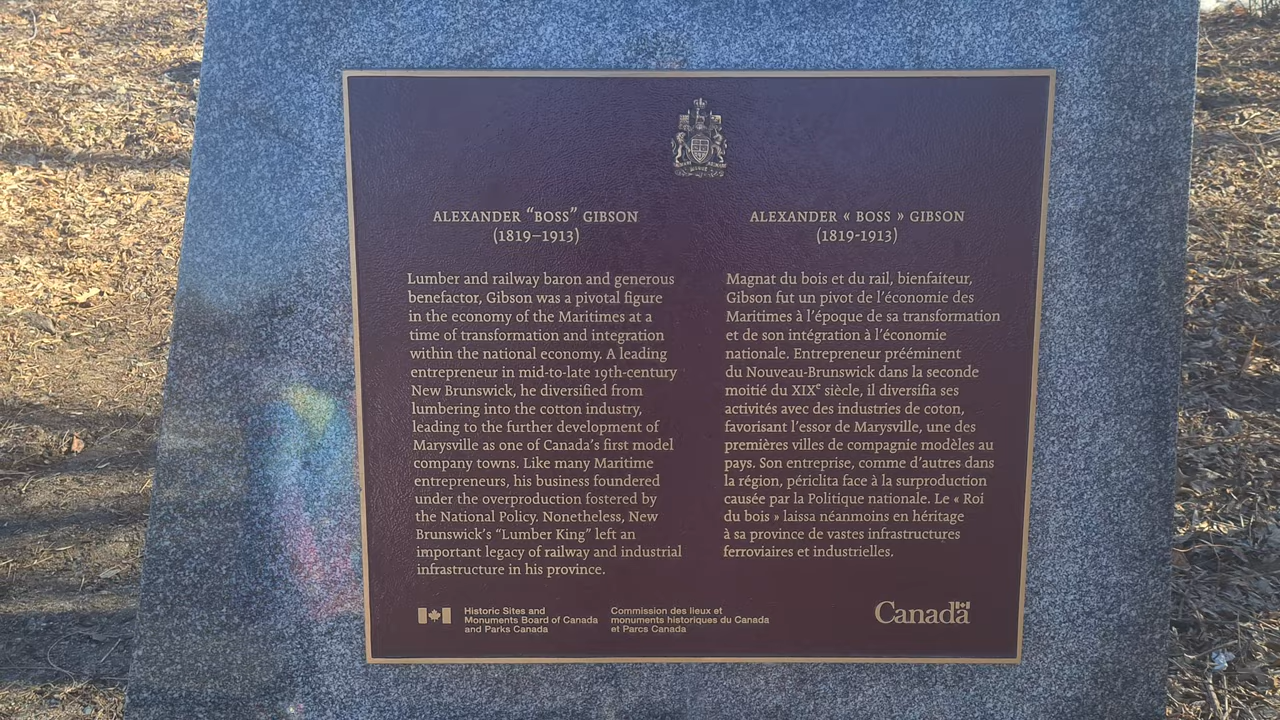 ALEXANDER “BOSS” GIBSON
(1819–1913)
Lumber and railway baron and generous
benefactor, Gibson was a pivotal figure
in the economy of the Maritimes at a
time of transformation and integration
within the national economy. A leading
entrepreneur in mid-to-late 19th-century
New Brunswick, he diversified from
lumbering into the cotton industry,
leading to the further development of
Marysville as one of Canada’s first model
company towns. Like many Maritime
entrepreneurs, his business foundered
under the overproduction fostered by
the National Policy. Nonetheless, New
Brunswick’s “Lumber King” left an
important legacy of railway and industrial
infrastructure in his province.
ALEXANDER « BOSS » GIBSON
(1819-1913)
Magnat du bois et du rail, bienfaiteur,
Gibson fut un pivot de l’économie des
Maritimes à l’époque de sa transformation
et de son intégration à l’économie
nationale. Entrepreneur prééminent
du Nouveau-Brunswick dans la seconde
moitié du XIXe siècle, il diversifia ses
activités avec des industries de coton,
favorisant l’essor de Marysville, une des
premières villes de compagnie modèles au
pays. Son entreprise, comme d’autres dans
la région, périclita face à la surproduction
causée par la Politique nationale. Le « Roi
du bois » laissa néanmoins en héritage
à sa province de vastes infrastructures
ferroviaires et industrielles.
Historic Sites and
Monuments Board of Canada
and Parks Canada
Commission des lieux et
monuments historiques du Canada
et Parcs Canada
Canada